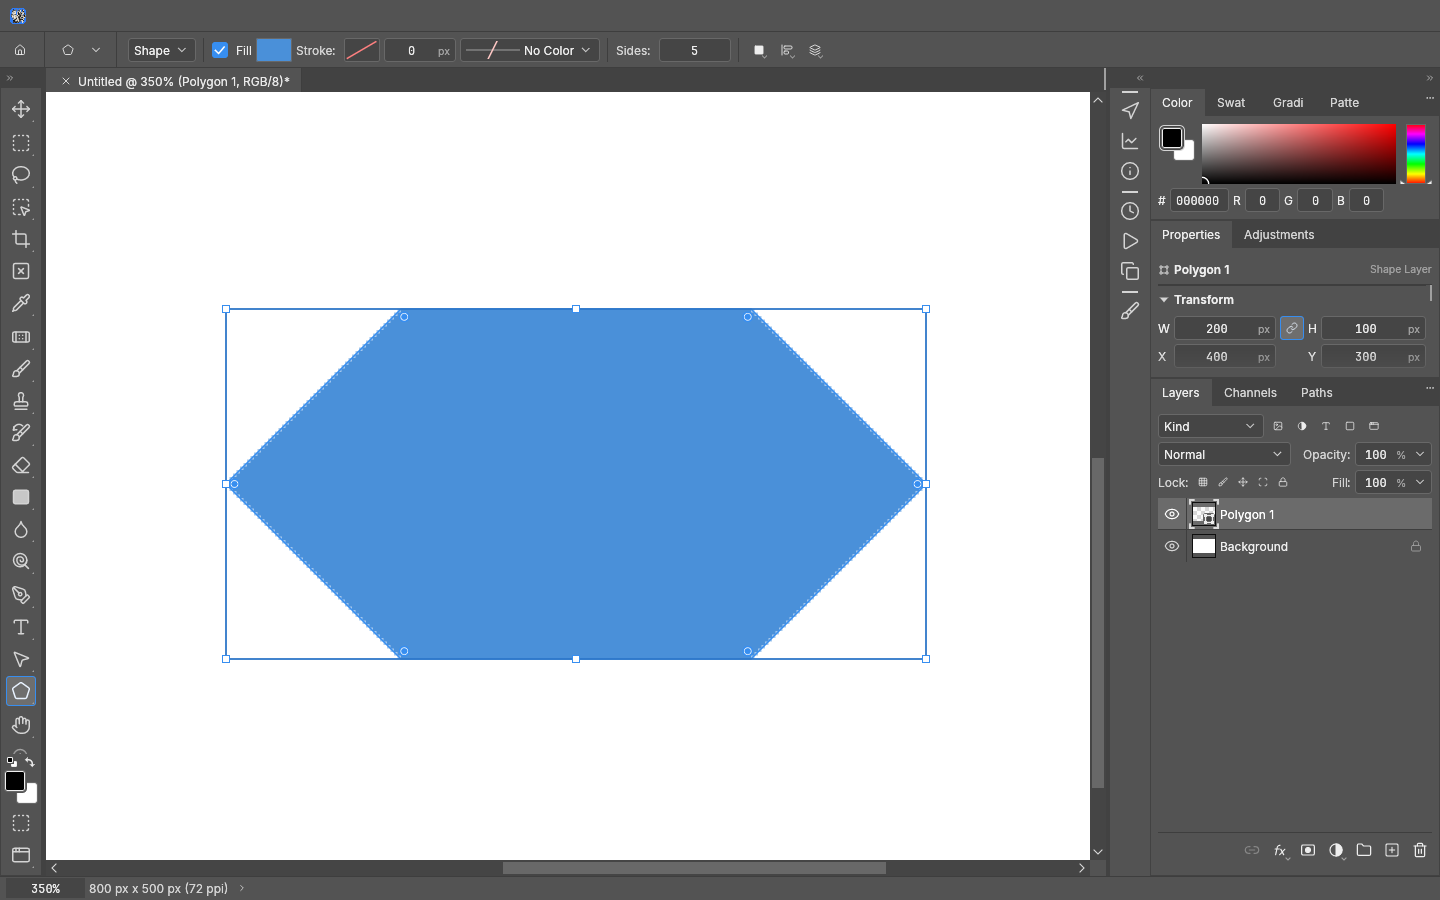 Shape Fill Stroke: 0 px No Color Sides: 5
Untitled @ 350% (Polygon 1, RGB/8)*
Color Swat Gradi Patte
# 000000 R 0 G 0 B 0
Properties Adjustments
Polygon 1 Shape Layer
Transform
W 200 px H 100 px
X 400 px Y 300 px
Layers Channels Paths
Kind
Normal Opacity: 100 %
Lock: Fill: 100 %
Polygon 1
Background
fx
350% 800 px x 500 px (72 ppi)